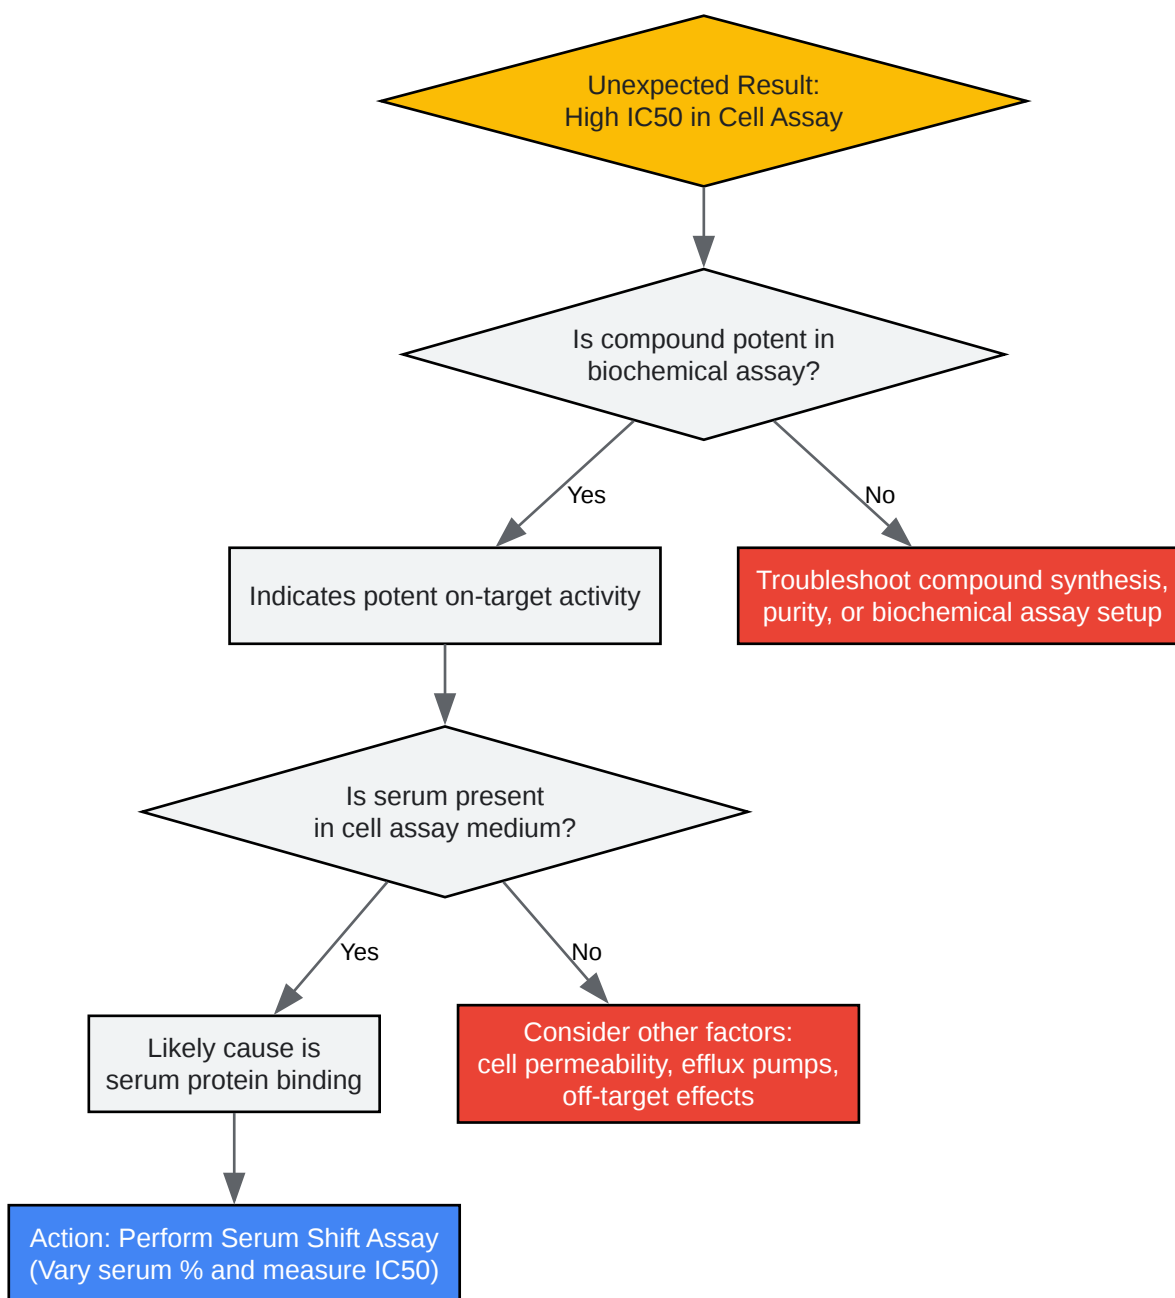 Unexpected Result:
High IC50 in Cell Assay
Is compound potent in
biochemical assay?
Yes
No
Indicates potent on-target activity
Troubleshoot compound synthesis,
purity, or biochemical assay setup
Is serum present
in cell assay medium?
Yes
No
Likely cause is
serum protein binding
Consider other factors:
cell permeability, efflux pumps,
off-target effects
Action: Perform Serum Shift Assay
(Vary serum % and measure IC50)